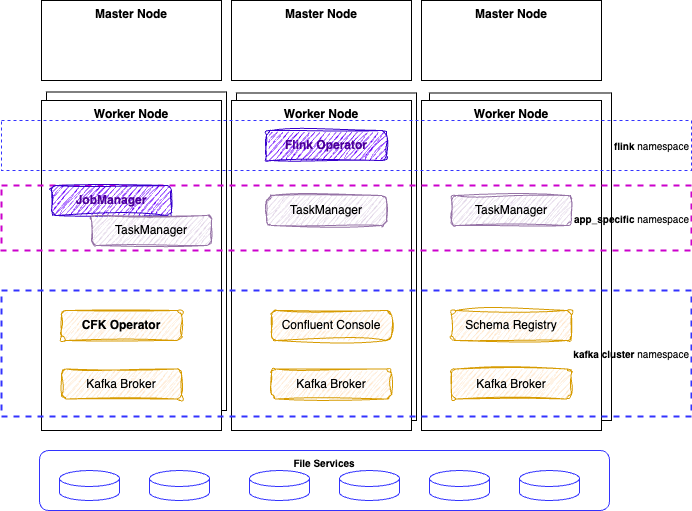 Master Node
Master Node
Master Node
Worker Node
Worker Node
Worker Node
Flink Operator
flink namespace
JobManager
TaskManager
TaskManager
TaskManager
app_specific namespace
CFK Operator
Confluent Console
Schema Registry
kafka cluster namespace
Kafka Broker
Kafka Broker
Kafka Broker
File Services